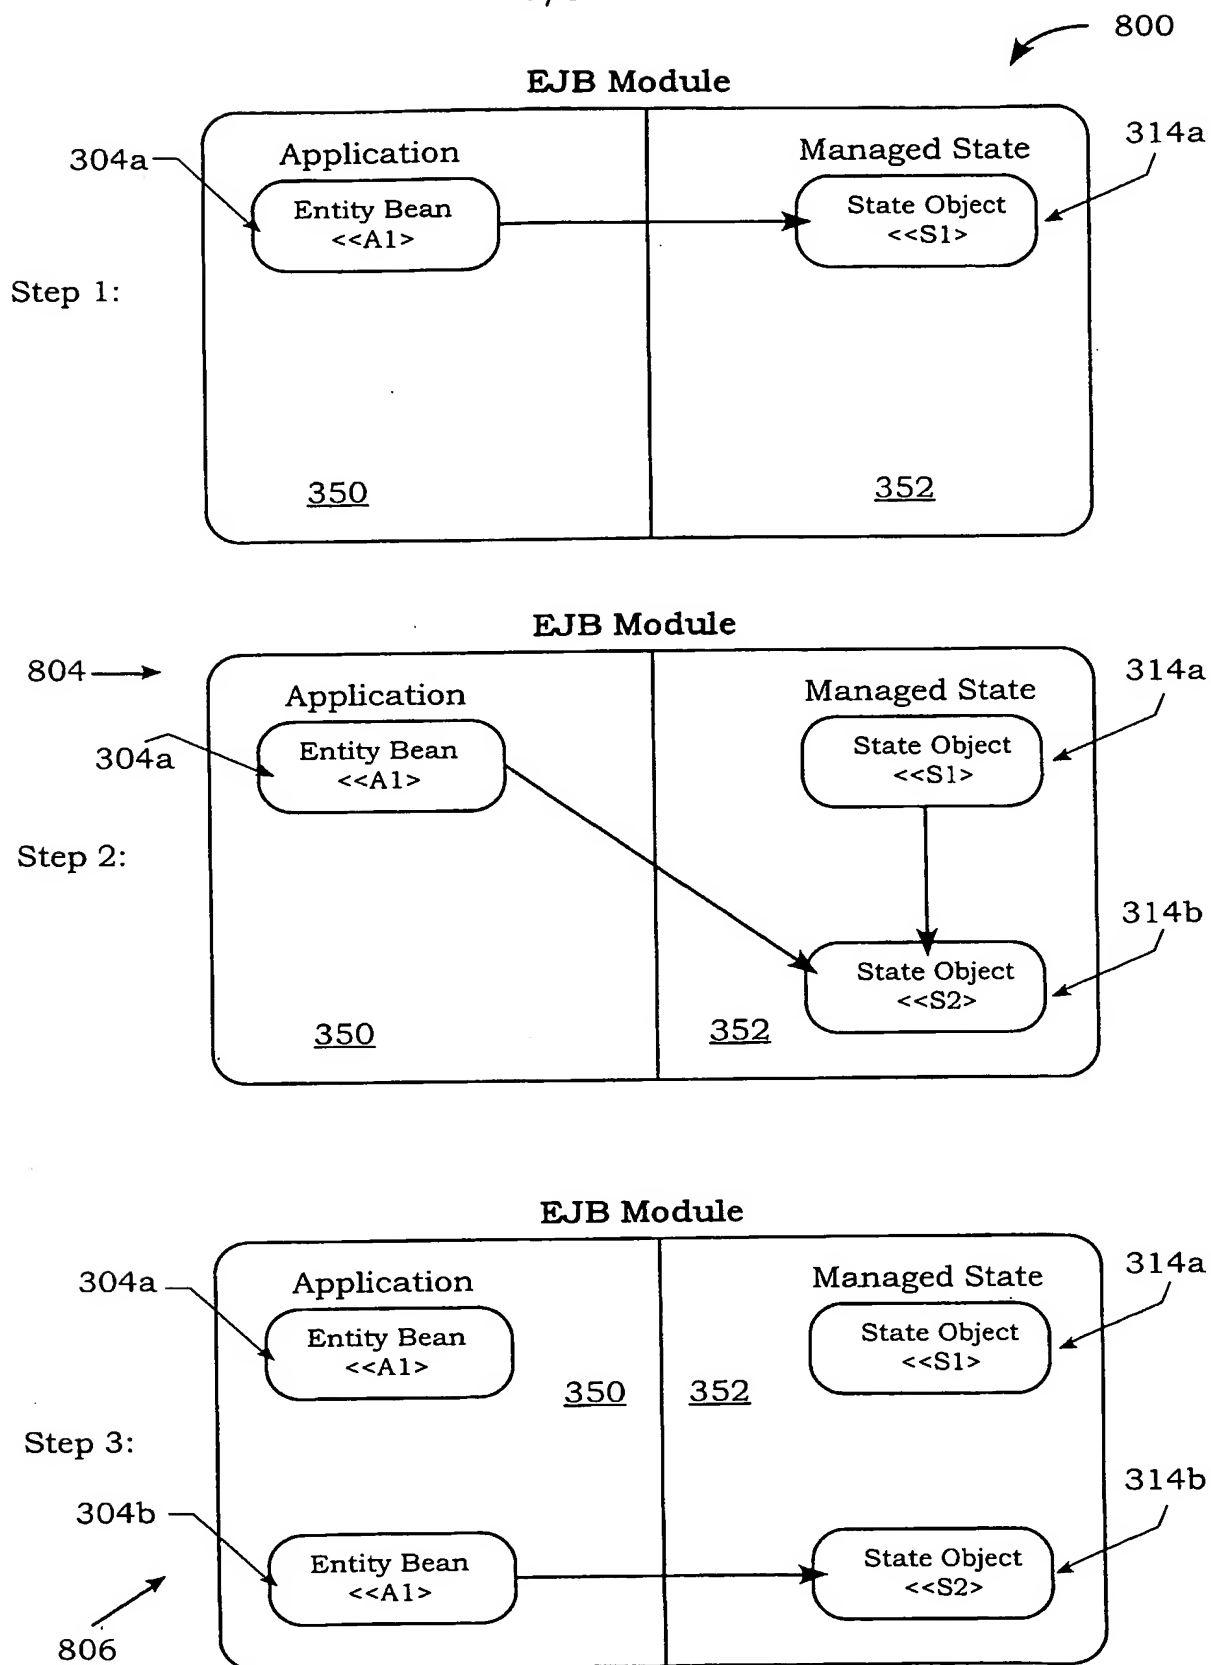 800
EJB Module
304a
Application
Managed State
314a
Entity Bean
<<A1>
State Object
<<S1>
Step 1:
350
352
EJB Module
804
Application
Managed State
314a
304a
Entity Bean
<<A1>
State Object
<<S1>
Step 2:
314b
State Object
<<S2>
350
352
EJB Module
304a
Application
Managed State
314a
Entity Bean
<<A1>
State Object
<<S1>
350
352
Step 3:
304b
314b
Entity Bean
<<A1>
State Object
<<S2>
806